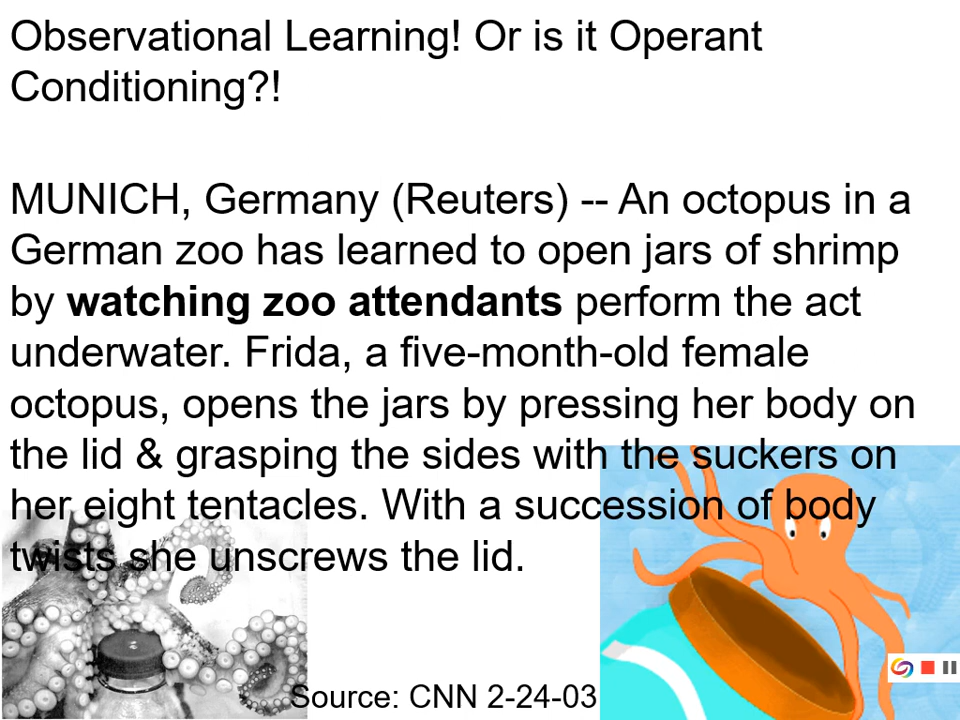 Observational Learning! Or is it Operant
Conditioning?!
MUNICH, Germany (Reuters) -- An octopus in a
German zoo has learned to open jars of shrimp
by watching zoo attendants perform the act
underwater. Frida, a five-month-old female
octopus, opens the jars by pressing her body on
the lid & grasping the sides with the suckers on
her eight tentacles. With a succession of body
twists she unscrews the lid.
Source: CNN 2-24-03